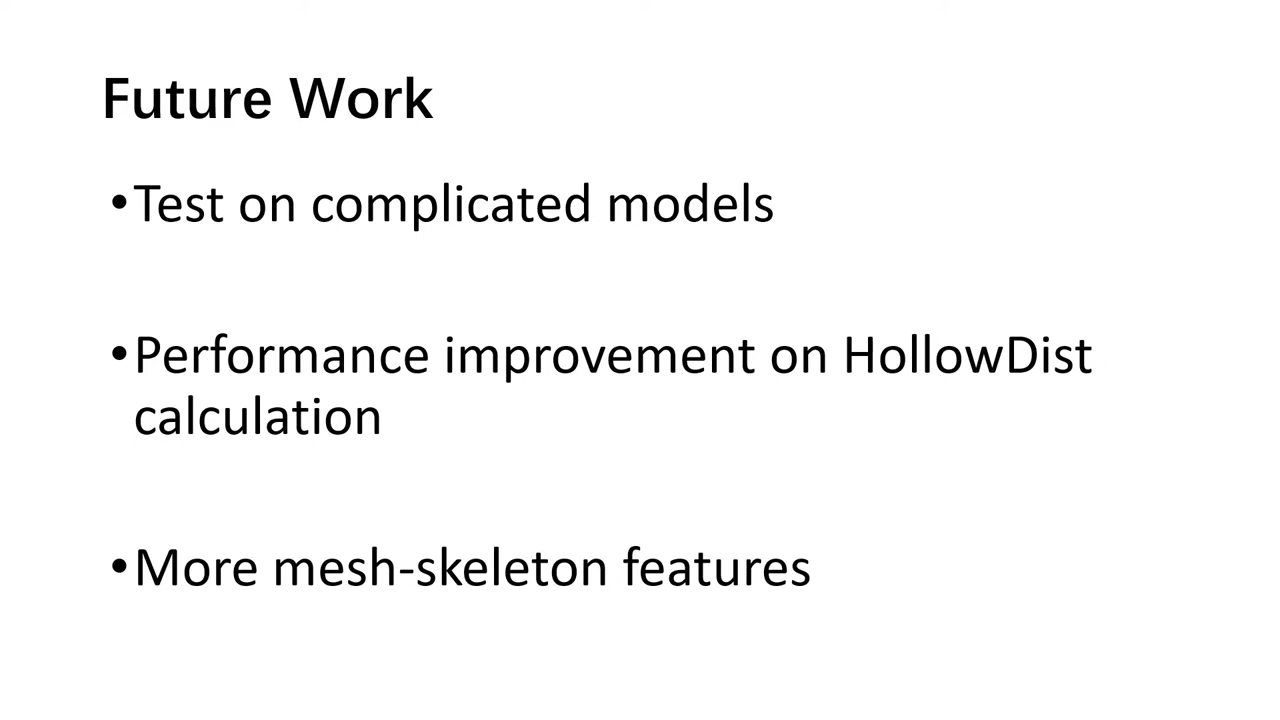 Future Work
•Test on complicated models
•Performance improvement on HollowDist
calculation
•More mesh-skeleton features